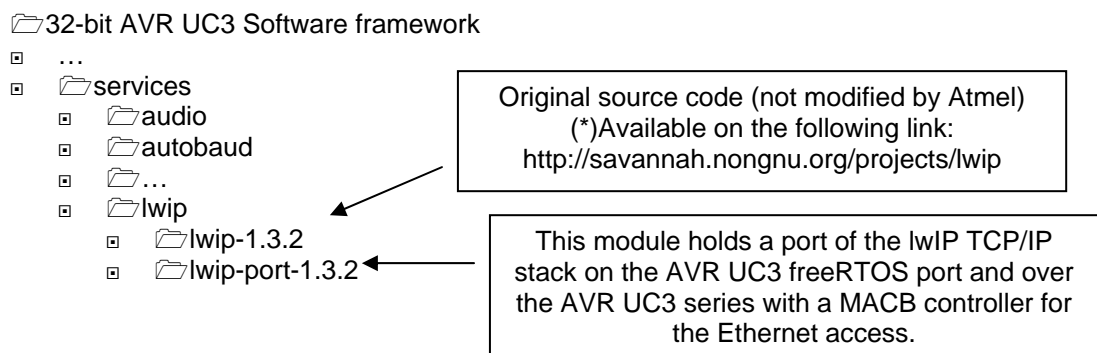 32-bit AVR UC3 Software framework
…
services
audio
autobaud
…
lwip
lwip-1.3.2
lwip-port-1.3.2
Original source code (not modified by Atmel)
(*)Available on the following link:
http://savannah.nongnu.org/projects/lwip
This module holds a port of the lwIP TCP/IP
stack on the AVR UC3 freeRTOS port and over
the AVR UC3 series with a MACB controller for
the Ethernet access.